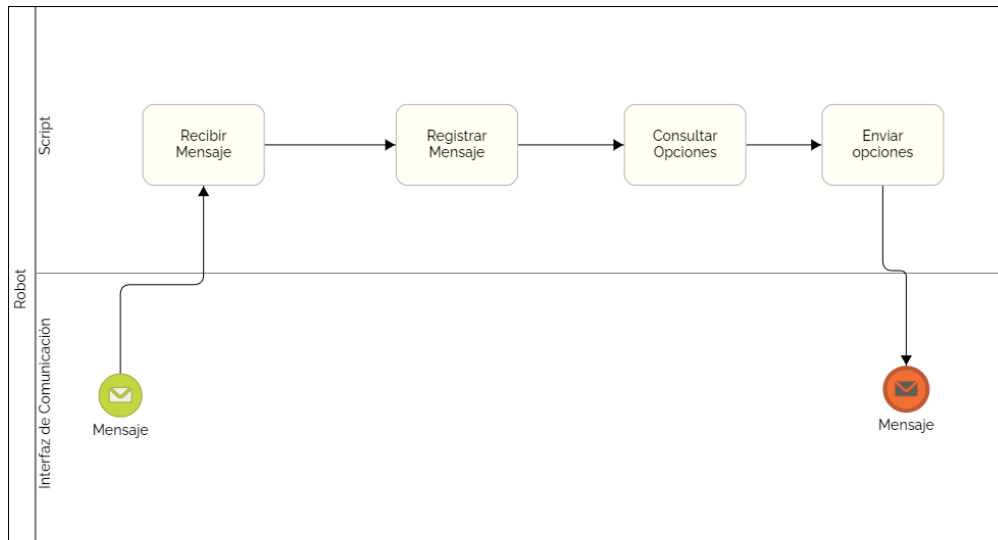 Robot
Script
Recibir
Mensaje
Registrar
Mensaje
Consultar
Opciones
Enviar
opciones
Interfaz de Comunicación
Mensaje
Mensaje